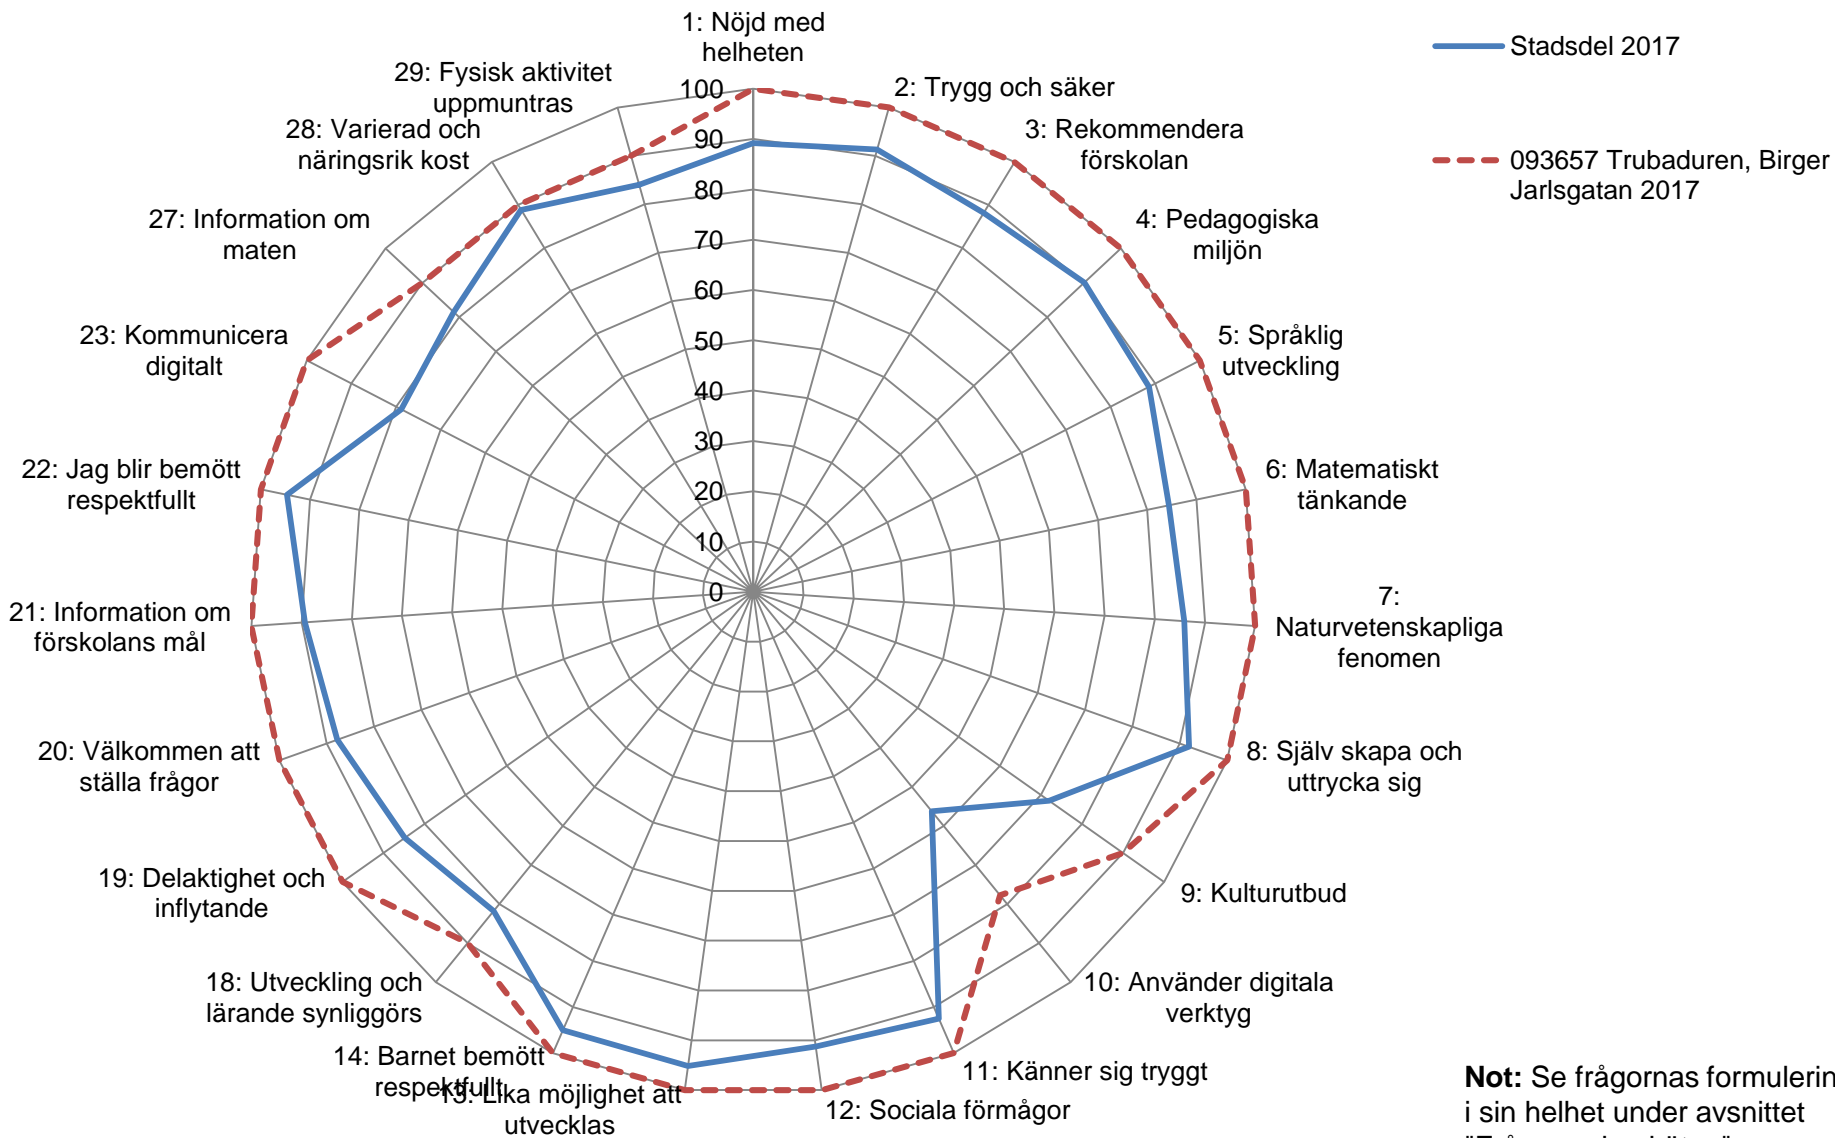 1: Nöjd med
helheten
2: Trygg och säker
3: Rekommendera
förskolan
4: Pedagogiska
miljön
5: Språklig
utveckling
6: Matematiskt
tänkande
7:
Naturvetenskapliga
fenomen
8: Själv skapa och
uttrycka sig
9: Kulturutbud
10: Använder digitala
verktyg
11: Känner sig tryggt
12: Sociala förmågor
13: Lika möjlighet att
utvecklas
14: Barnet bemött
respektfullt
18: Utveckling och
lärande synliggörs
19: Delaktighet och
inflytande
20: Välkommen att
ställa frågor
21: Information om
förskolans mål
22: Jag blir bemött
respektfullt
23: Kommunicera
digitalt
27: Information om
maten
28: Varierad och
näringsrik kost
29: Fysisk aktivitet
uppmuntras
100
90
80
70
60
50
40
30
20
10
0
Stadsdel 2017
093657 Trubaduren, Birger
Jarlsgatan 2017
Not: Se frågornas formulerin
i sin helhet under avsnittet